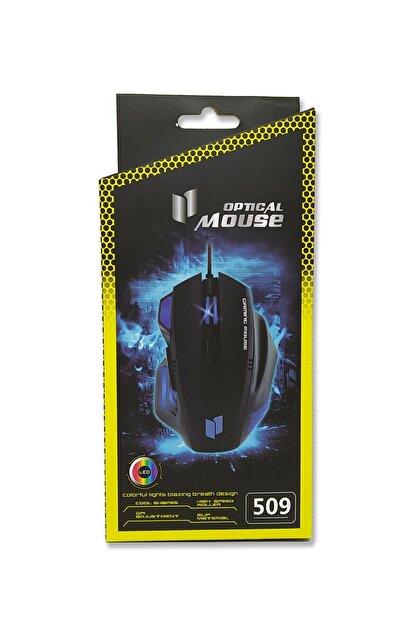 OPTICAL
MOUSE
GAMING MOUSE
LED
colorful lights blazing breath design
COOL SHAPES
HIGH SPEED
ROLLER
DPI
ADJUSTMENT
SLIP
MATERIAL
509